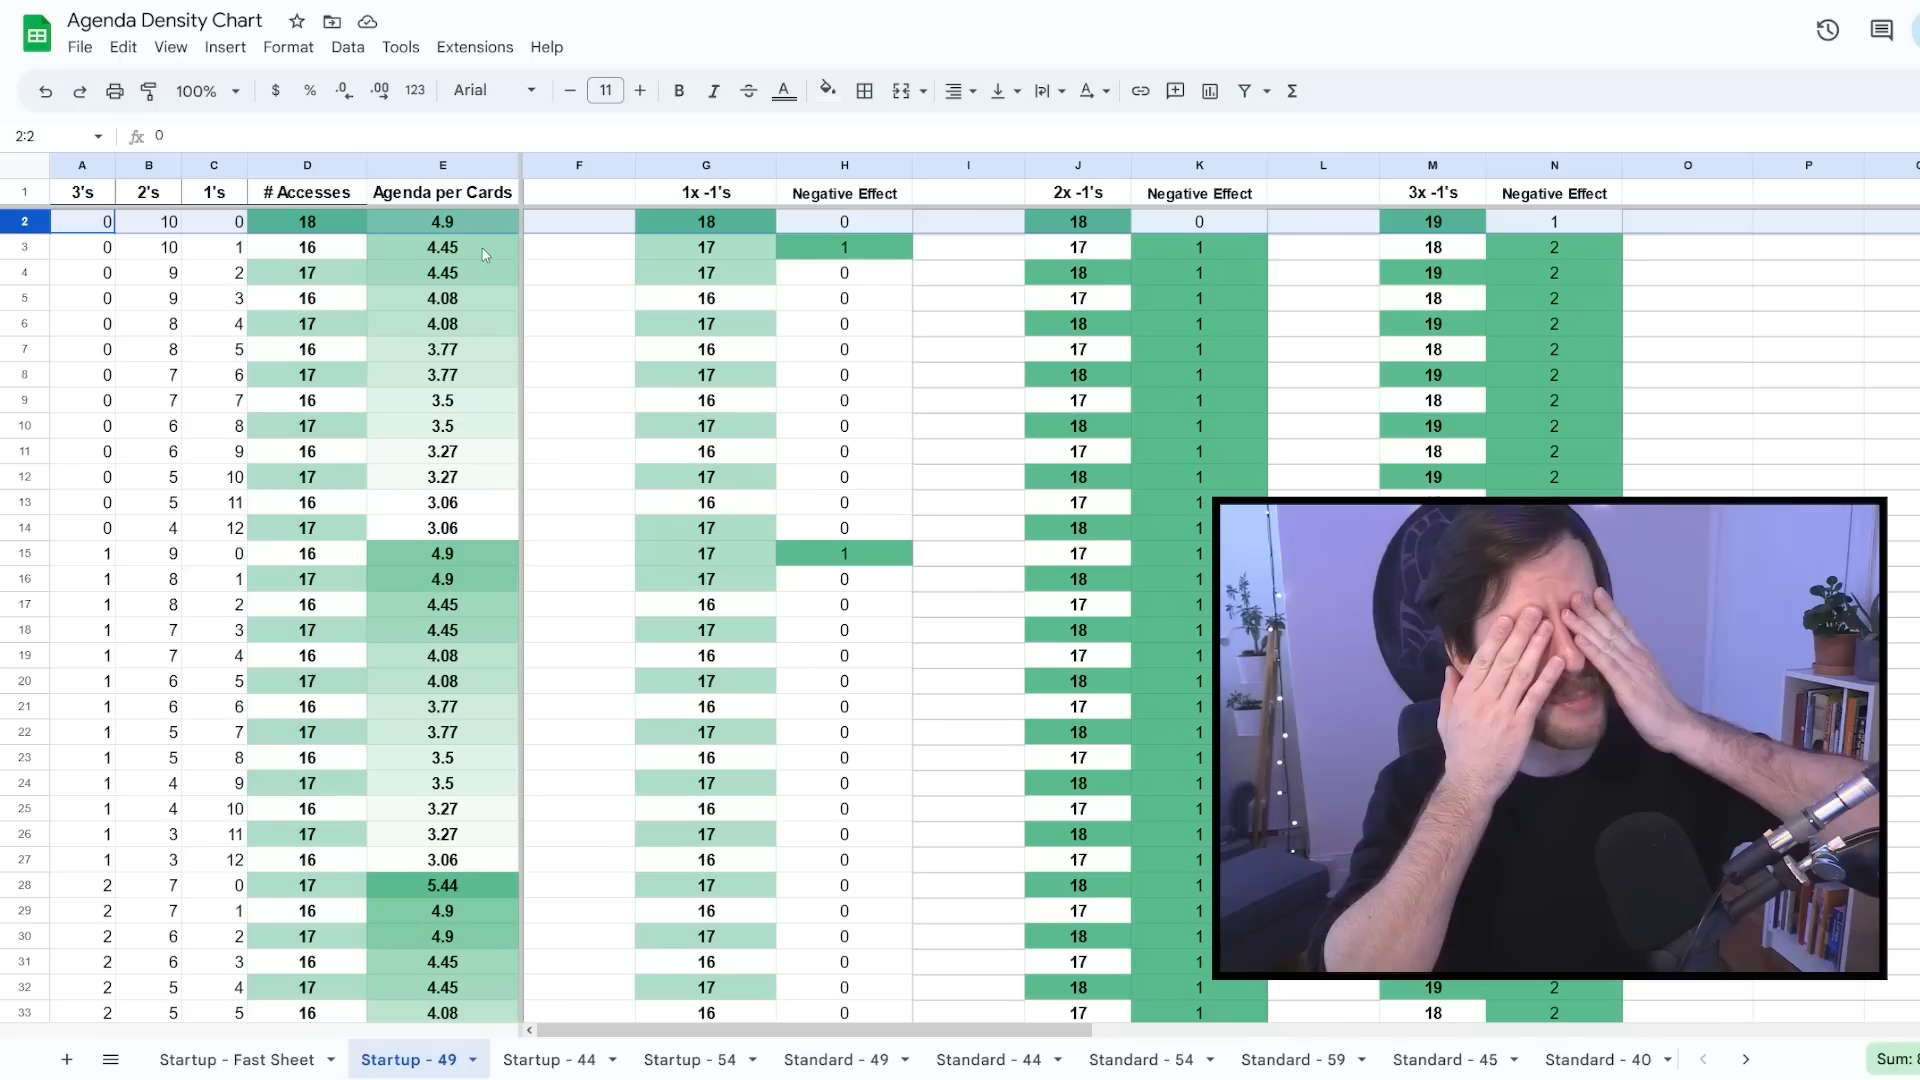 Agenda Density Chart
File Edit View Insert Format Data Tools Extensions Help
100% $ % .0 .00 123 Arial 11 B I A
2:2 fx 0
A B C D E F G H I J K L M N O P
1 3's 2's 1's # Accesses Agenda per Cards 1x -1's Negative Effect 2x -1's Negative Effect 3x -1's Negative Effect
2 0 10 0 18 4.9 18 0 18 0 19 1
3 0 10 1 16 4.45 17 1 17 1 18 2
4 0 9 2 17 4.45 17 0 18 1 19 2
5 0 9 3 16 4.08 16 0 17 1 18 2
6 0 8 4 17 4.08 17 0 18 1 19 2
7 0 8 5 16 3.77 16 0 17 1 18 2
8 0 7 6 17 3.77 17 0 18 1 19 2
9 0 7 7 16 3.5 16 0 17 1 18 2
10 0 6 8 17 3.5 17 0 18 1 19 2
11 0 6 9 16 3.27 16 0 17 1 18 2
12 0 5 10 17 3.27 17 0 18 1 19 2
13 0 5 11 16 3.06 16 0 17 1
14 0 4 12 17 3.06 17 0 18 1
15 1 9 0 16 4.9 17 1 17 1
16 1 8 1 17 4.9 17 0 18 1
17 1 8 2 16 4.45 16 0 17 1
18 1 7 3 17 4.45 17 0 18 1
19 1 7 4 16 4.08 16 0 17 1
20 1 6 5 17 4.08 17 0 18 1
21 1 6 6 16 3.77 16 0 17 1
22 1 5 7 17 3.77 17 0 18 1
23 1 5 8 16 3.5 16 0 17 1
24 1 4 9 17 3.5 17 0 18 1
25 1 4 10 16 3.27 16 0 17 1
26 1 3 11 17 3.27 17 0 18 1
27 1 3 12 16 3.06 16 0 17 1
28 2 7 0 17 5.44 17 0 18 1
29 2 7 1 16 4.9 16 0 17 1
30 2 6 2 17 4.9 17 0 18 1
31 2 6 3 16 4.45 16 0 17 1
32 2 5 4 17 4.45 17 0 18 1 19 2
33 2 5 5 16 4.08 16 0 17 1 18 2
Startup - Fast Sheet Startup - 49 Startup - 44 Startup - 54 Standard - 49 Standard - 44 Standard - 54 Standard - 59 Standard - 45 Standard - 40 Sum: